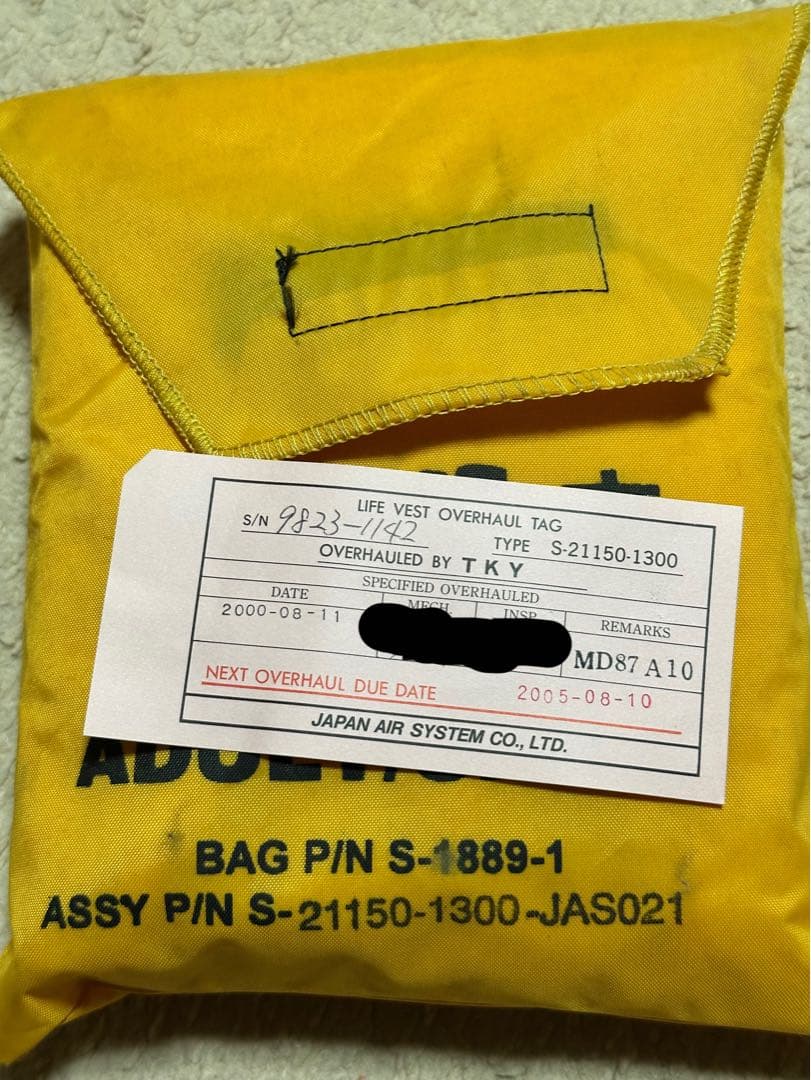 LIFE VEST OVERHAUL TAG
S/N 9823-1142 TYPE S-21150-1300
OVERHAULED BY TKY
SPECIFIED OVERHAULED
DATE MECH. INSP. REMARKS
2000-08-11 MD87 A10
NEXT OVERHAUL DUE DATE 2005-08-10
JAPAN AIR SYSTEM CO., LTD.
BAG P/N S-1889-1
ASSY P/N S-21150-1300-JAS021